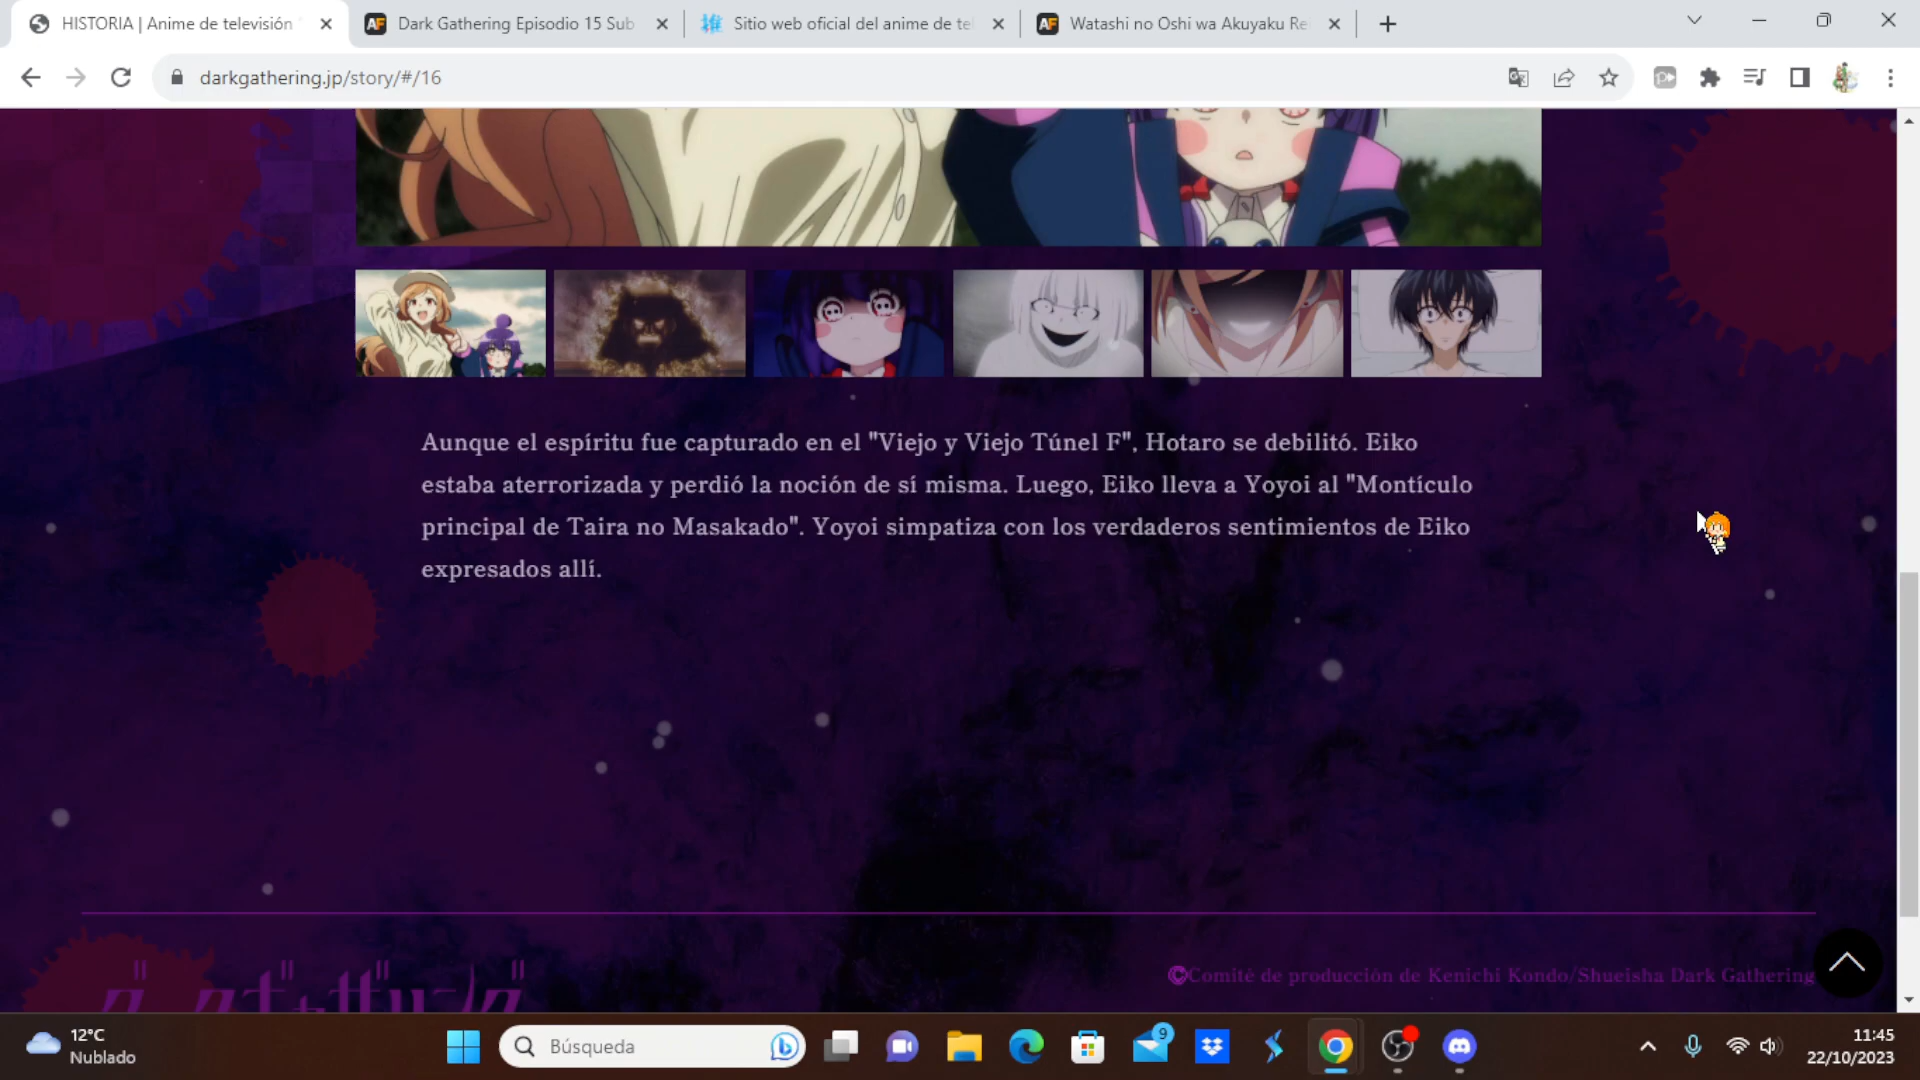 HISTORIA | Anime de televisión
Dark Gathering Episodio 15 Sub
Sitio web oficial del anime de te
Watashi no Oshi wa Akuyaku Re
darkgathering.jp/story/#/16
Aunque el espíritu fue capturado en el "Viejo y Viejo Túnel F", Hotaro se debilitó. Eiko
estaba aterrorizada y perdió la noción de sí misma. Luego, Eiko lleva a Yoyoi al "Montículo
principal de Taira no Masakado". Yoyoi simpatiza con los verdaderos sentimientos de Eiko
expresados allí.
©Comité de producción de Kenichi Kondo/Shueisha Dark Gathering
12°C
Nublado
Búsqueda
9
11:45
22/10/2023